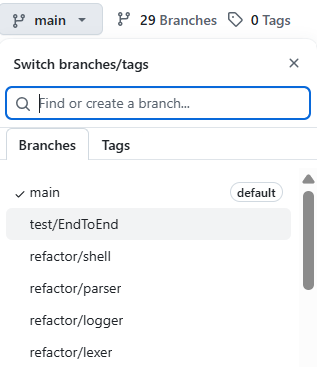 main 29 Branches 0 Tags
Switch branches/tags
Find or create a branch...
Branches Tags
main default
test/EndToEnd
refactor/shell
refactor/parser
refactor/logger
refactor/lexer